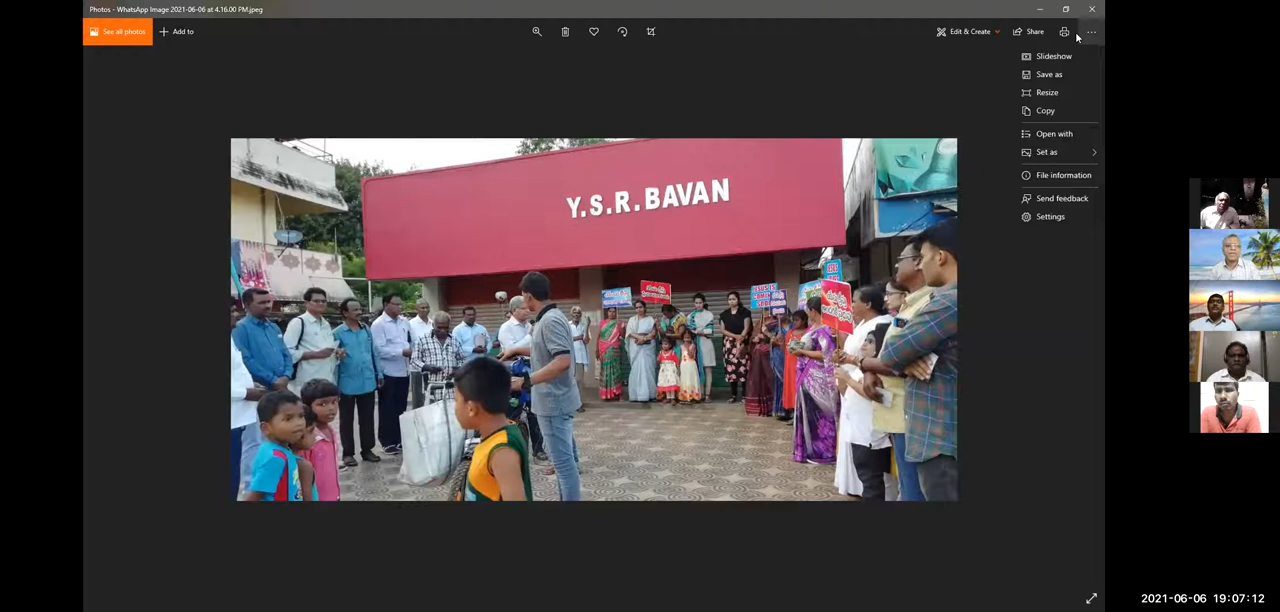 Photos - WhatsApp Image 2021-06-06 at 4.16.00 PM.jpeg
See all photos
Add to
Edit & Create
Share
Slideshow
Save as
Resize
Copy
Open with
Set as
File information
Send feedback
Settings
Y.S.R. BAVAN
2021-06-06 19:07:12